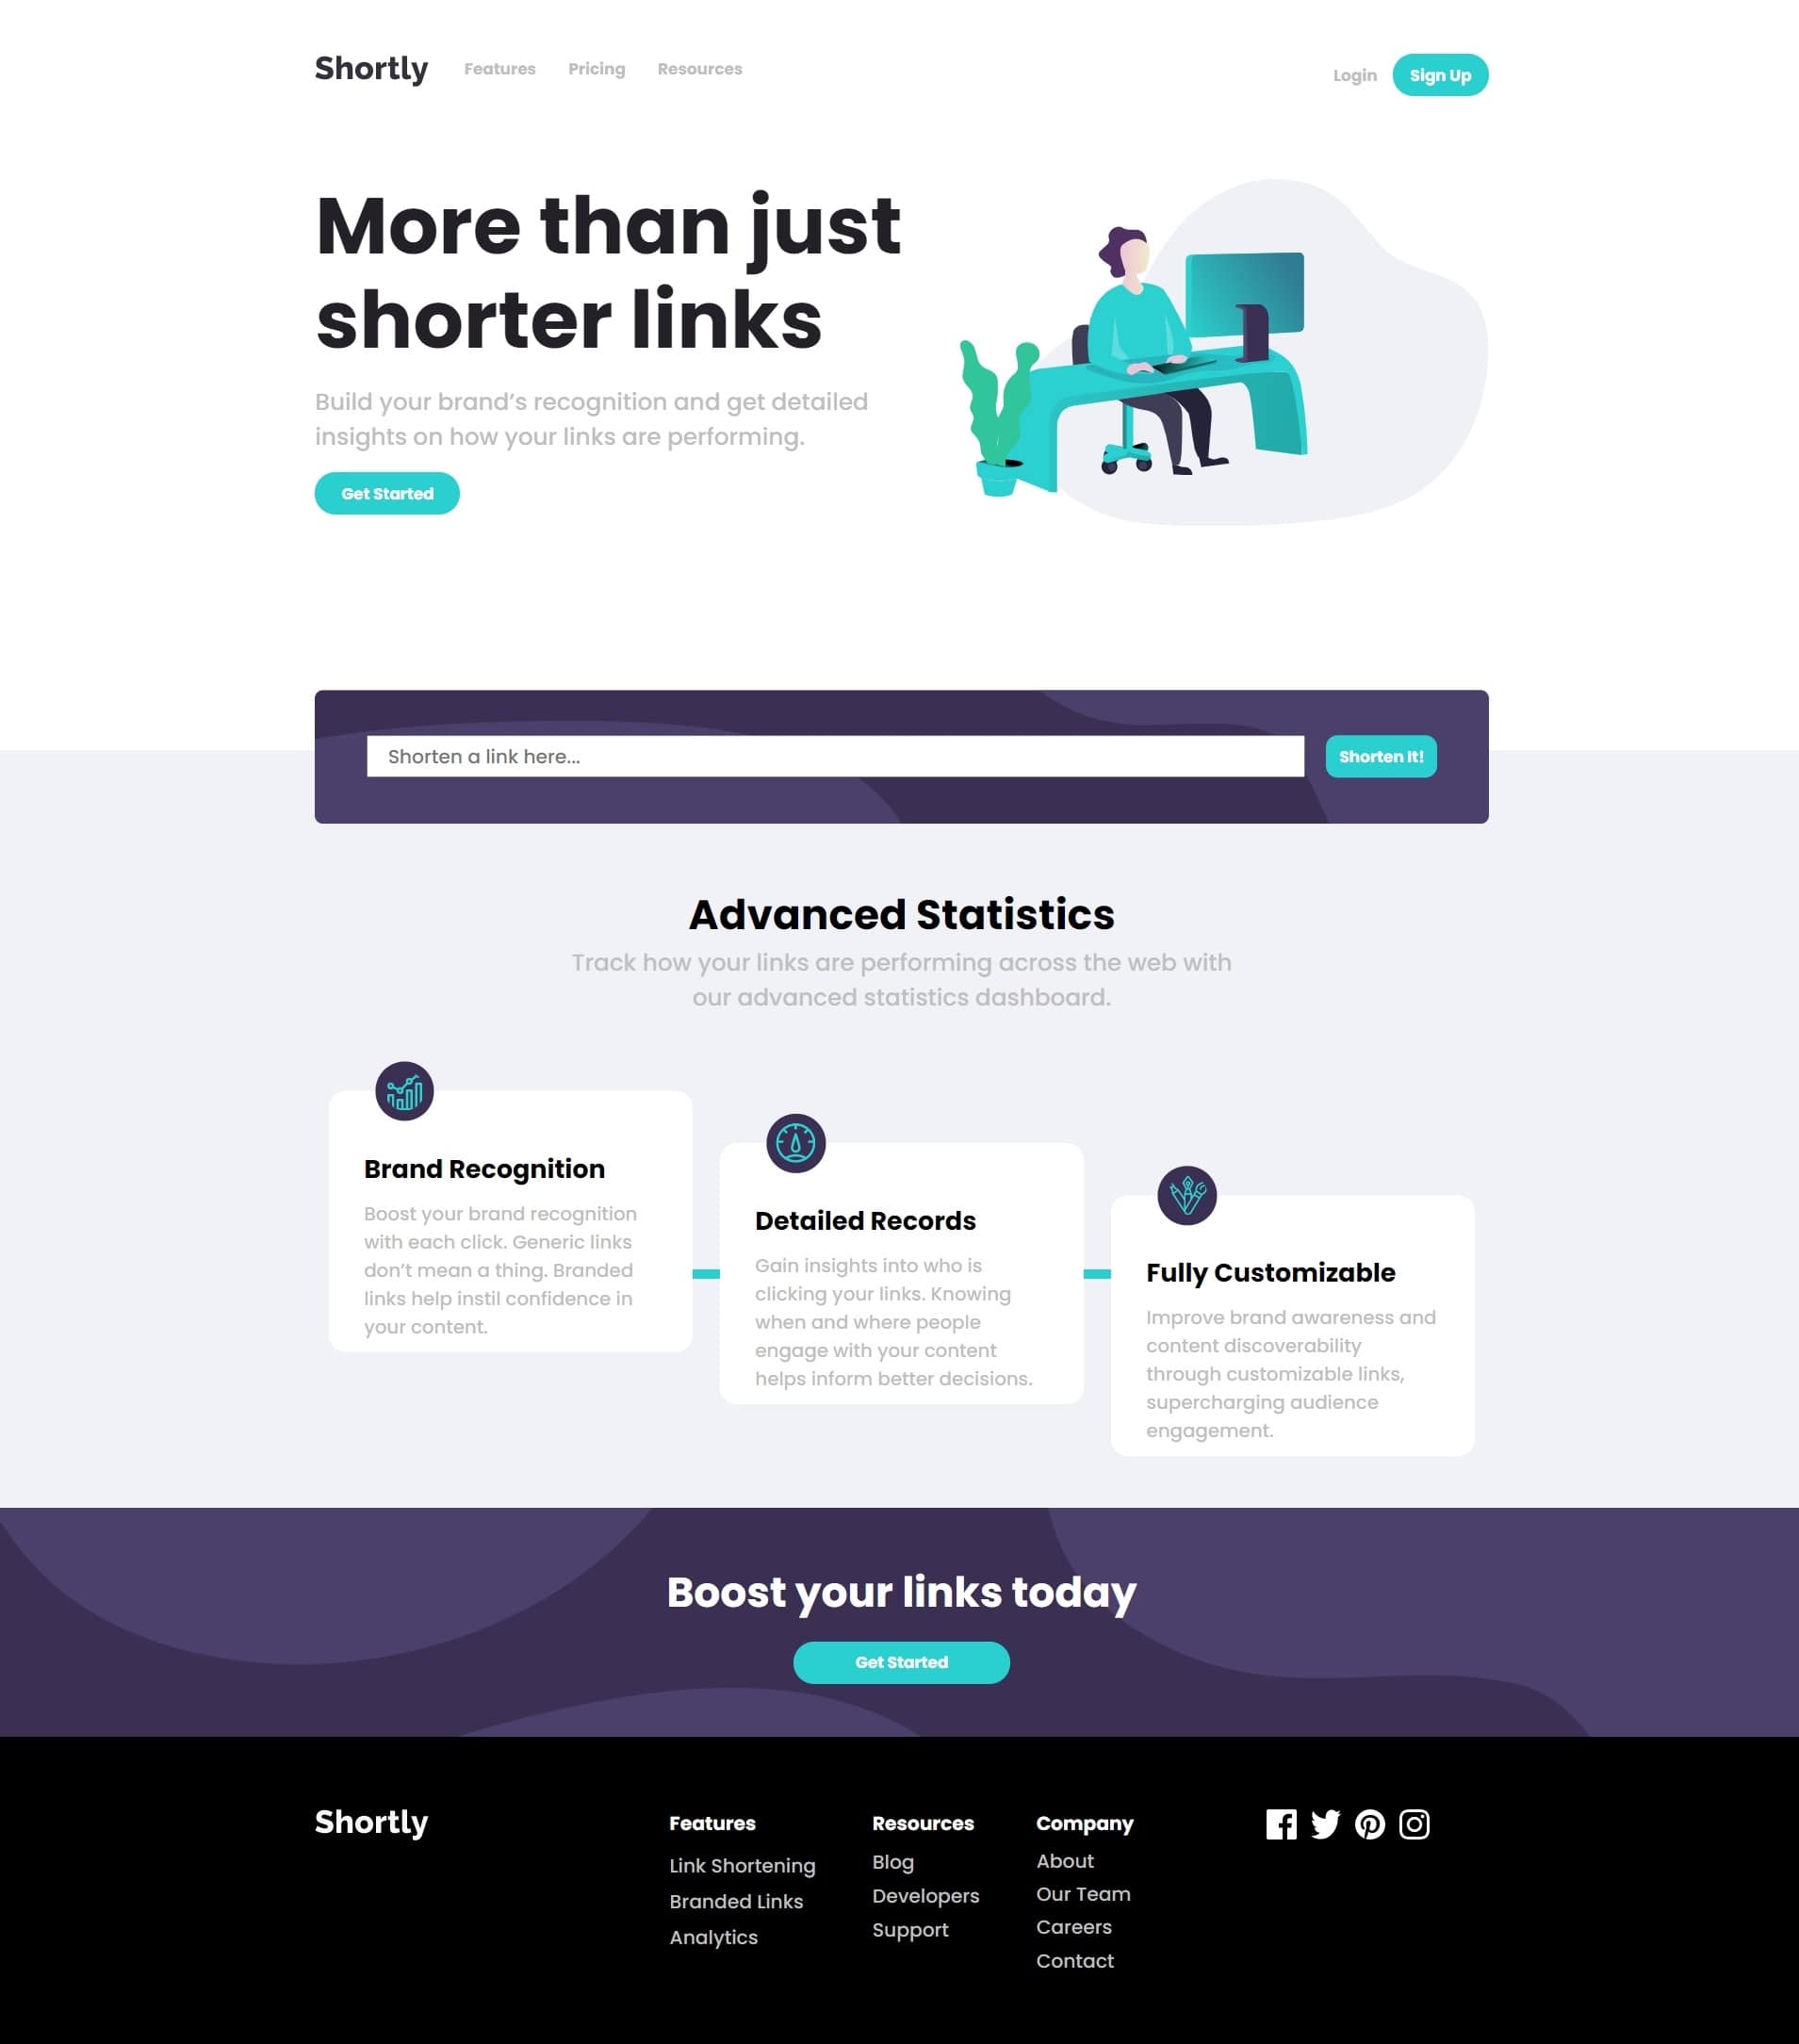 Shortly
Features
Pricing
Resources
Login
Sign Up
More than just
shorter links
Build your brand’s recognition and get detailed
insights on how your links are performing.
Get Started
Shorten a link here...
Shorten It!
Advanced Statistics
Track how your links are performing across the web with
our advanced statistics dashboard.
Brand Recognition
Boost your brand recognition
with each click. Generic links
don’t mean a thing. Branded
links help instil confidence in
your content.
Detailed Records
Gain insights into who is
clicking your links. Knowing
when and where people
engage with your content
helps inform better decisions.
Fully Customizable
Improve brand awareness and
content discoverability
through customizable links,
supercharging audience
engagement.
Boost your links today
Get Started
Shortly
Features
Link Shortening
Branded Links
Analytics
Resources
Blog
Developers
Support
Company
About
Our Team
Careers
Contact